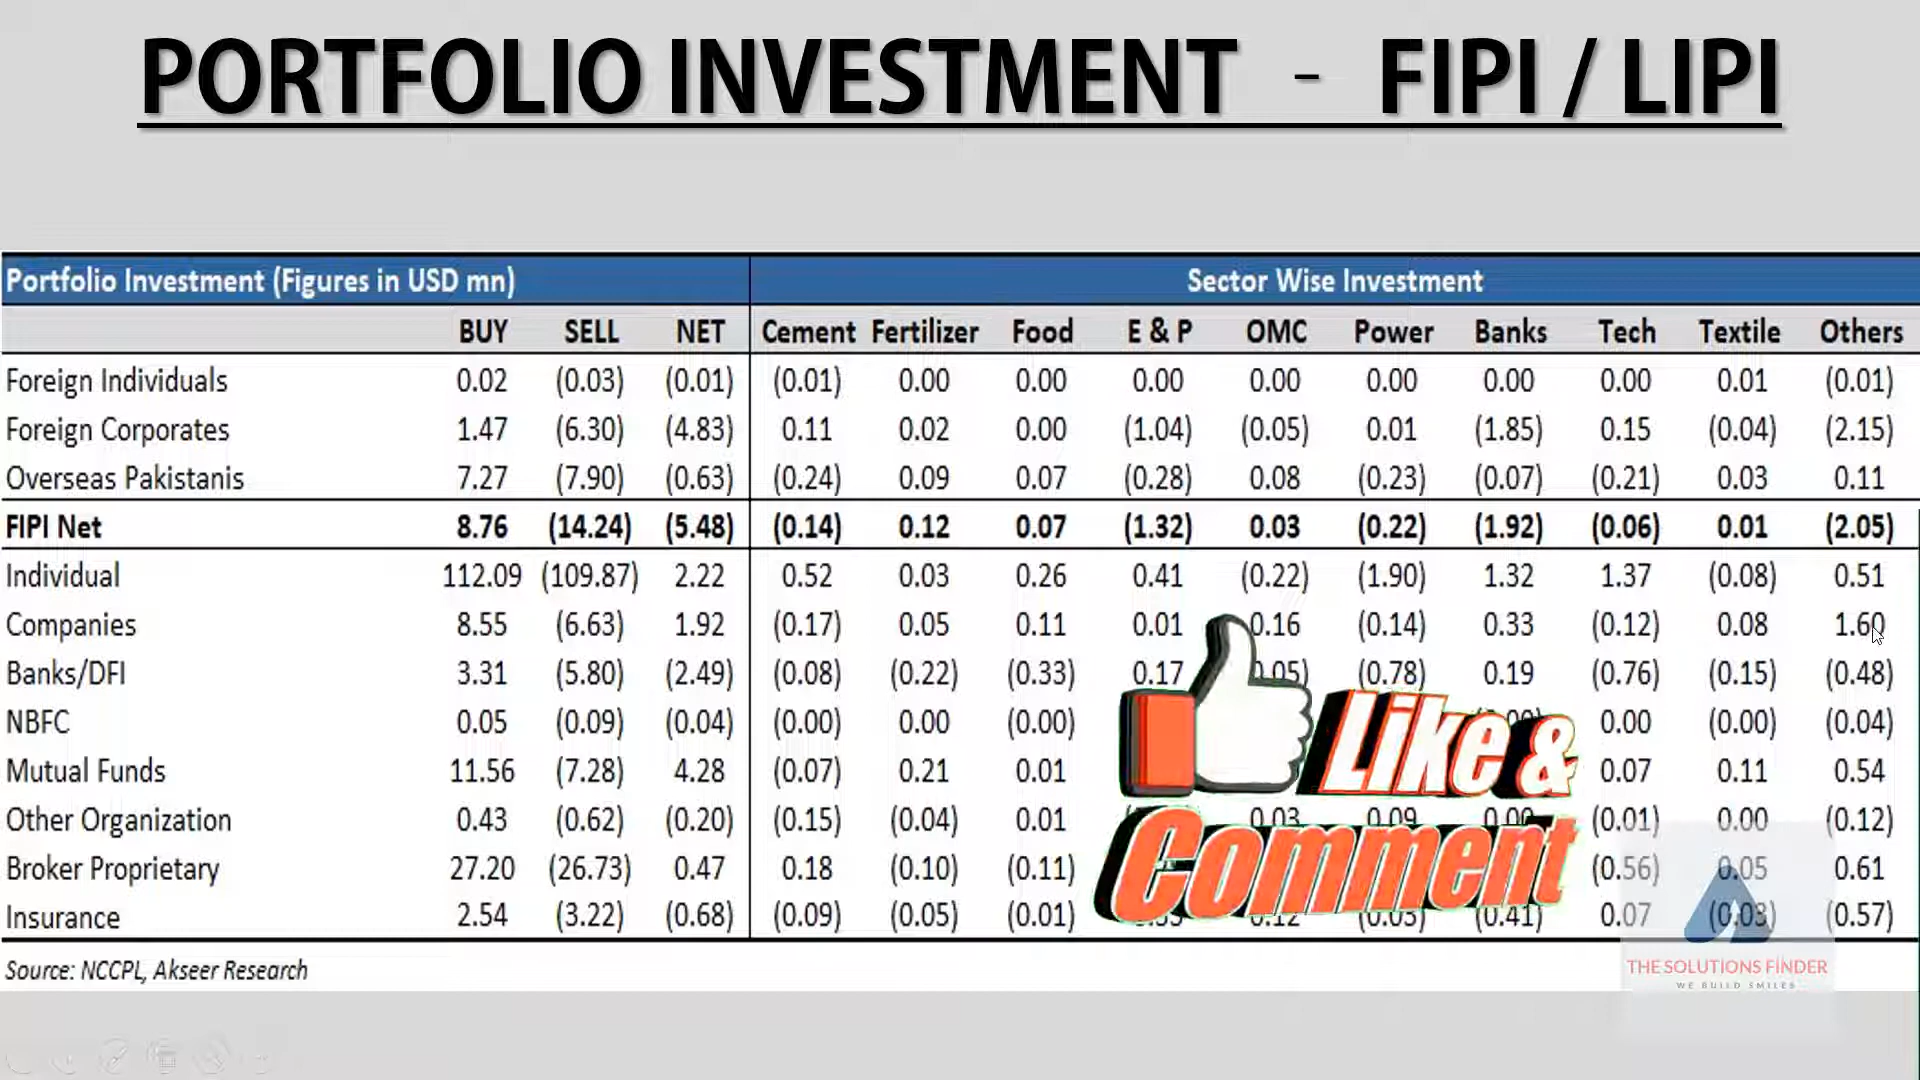 PORTFOLIO INVESTMENT - FIPI / LIPI
Portfolio Investment (Figures in USD mn) Sector Wise Investment
BUY SELL NET Cement Fertilizer Food E & P OMC Power Banks Tech Textile Others
Foreign Individuals 0.02 (0.03) (0.01) (0.01) 0.00 0.00 0.00 0.00 0.00 0.00 0.00 0.01 (0.01)
Foreign Corporates 1.47 (6.30) (4.83) 0.11 0.02 0.00 (1.04) (0.05) 0.01 (1.85) 0.15 (0.04) (2.15)
Overseas Pakistanis 7.27 (7.90) (0.63) (0.24) 0.09 0.07 (0.28) 0.08 (0.23) (0.07) (0.21) 0.03 0.11
FIPI Net 8.76 (14.24) (5.48) (0.14) 0.12 0.07 (1.32) 0.03 (0.22) (1.92) (0.06) 0.01 (2.05)
Individual 112.09 (109.87) 2.22 0.52 0.03 0.26 0.41 (0.22) (1.90) 1.32 1.37 (0.08) 0.51
Companies 8.55 (6.63) 1.92 (0.17) 0.05 0.11 0.01 0.16 (0.14) 0.33 (0.12) 0.08 1.60
Banks/DFI 3.31 (5.80) (2.49) (0.08) (0.22) (0.33) 0.17 (0.78) 0.19 (0.76) (0.15) (0.48)
NBFC 0.05 (0.09) (0.04) (0.00) 0.00 (0.00) 0.00 (0.00) (0.04)
Mutual Funds 11.56 (7.28) 4.28 (0.07) 0.21 0.01 0.07 0.11 0.54
Other Organization 0.43 (0.62) (0.20) (0.15) (0.04) 0.01 0.03 0.09 0.00 (0.01) 0.00 (0.12)
Broker Proprietary 27.20 (26.73) 0.47 0.18 (0.10) (0.11) (0.56) 0.05 0.61
Insurance 2.54 (3.22) (0.68) (0.09) (0.05) (0.01) (0.41) 0.07 (0.03) (0.57)
Source: NCCPL, Akseer Research
Like &
Comment
THE SOLUTIONS FINDER
WE BUILD SMILES